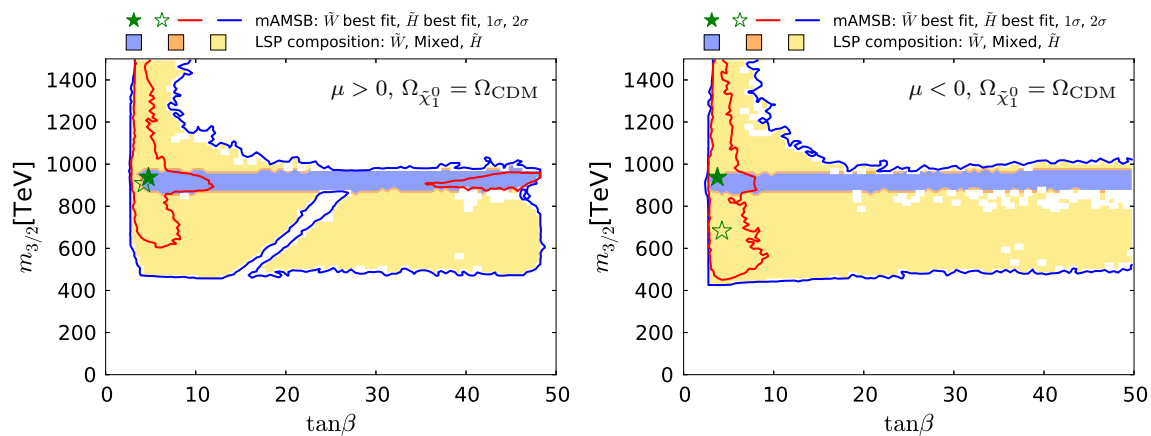 mAMSB: W̃ best fit, H̃ best fit, 1σ, 2σ
LSP composition: W̃, Mixed, H̃
μ > 0, Ω_χ̃₁⁰ = Ω_CDM
m_3/2[TeV]
1400
1200
1000
800
600
400
200
0
0 10 20 30 40 50
tanβ
mAMSB: W̃ best fit, H̃ best fit, 1σ, 2σ
LSP composition: W̃, Mixed, H̃
μ < 0, Ω_χ̃₁⁰ = Ω_CDM
m_3/2[TeV]
1400
1200
1000
800
600
400
200
0
0 10 20 30 40 50
tanβ